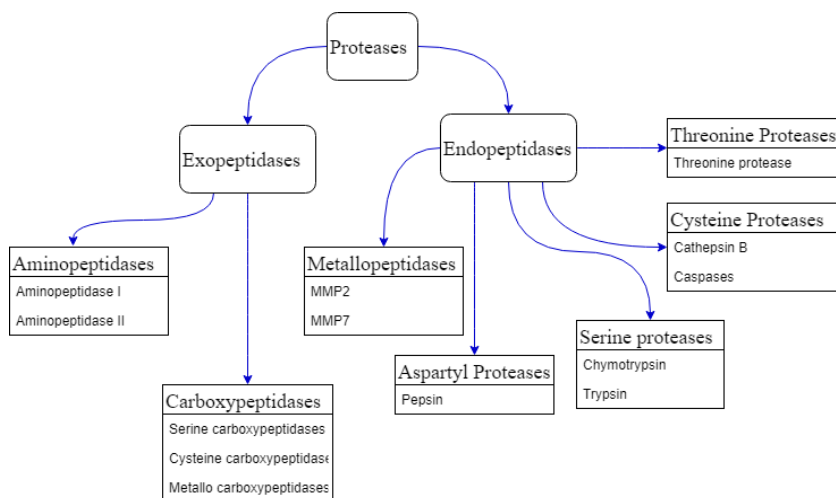 Proteases
Exopeptidases
Endopeptidases
Threonine Proteases
Threonine protease
Cysteine Proteases
Cathepsin B
Caspases
Aminopeptidases
Aminopeptidase I
Aminopeptidase II
Metallopeptidases
MMP2
MMP7
Serine proteases
Chymotrypsin
Trypsin
Aspartyl Proteases
Pepsin
Carboxypeptidases
Serine carboxypeptidases
Cysteine carboxypeptidase
Metallo carboxypeptidases